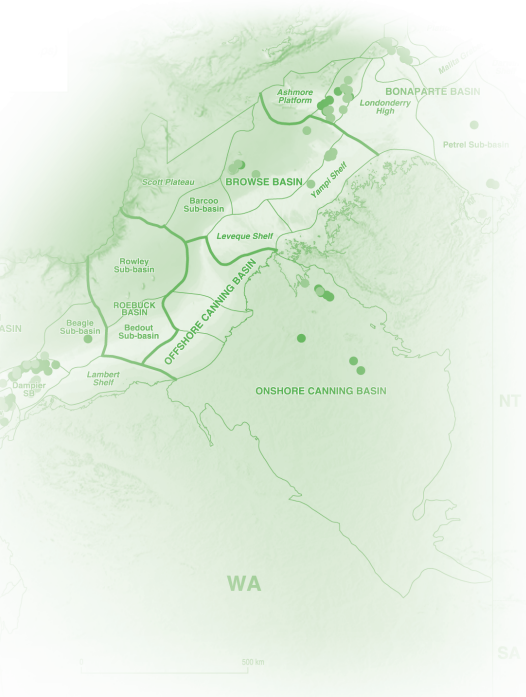 Ashmore
Platform
BONAPARTE BASIN
Londonderry
High
Petrel Sub-basin
Scott Plateau
BROWSE BASIN
Yampi Shelf
Barcoo
Sub-basin
Leveque Shelf
Rowley
Sub-basin
OFFSHORE CANNING BASIN
ROEBUCK
BASIN
Beagle
Sub-basin
Bedout
Sub-basin
ASIN
Lambert
Shelf
Dampier
SB
ONSHORE CANNING BASIN
NT
WA
SA
500 km